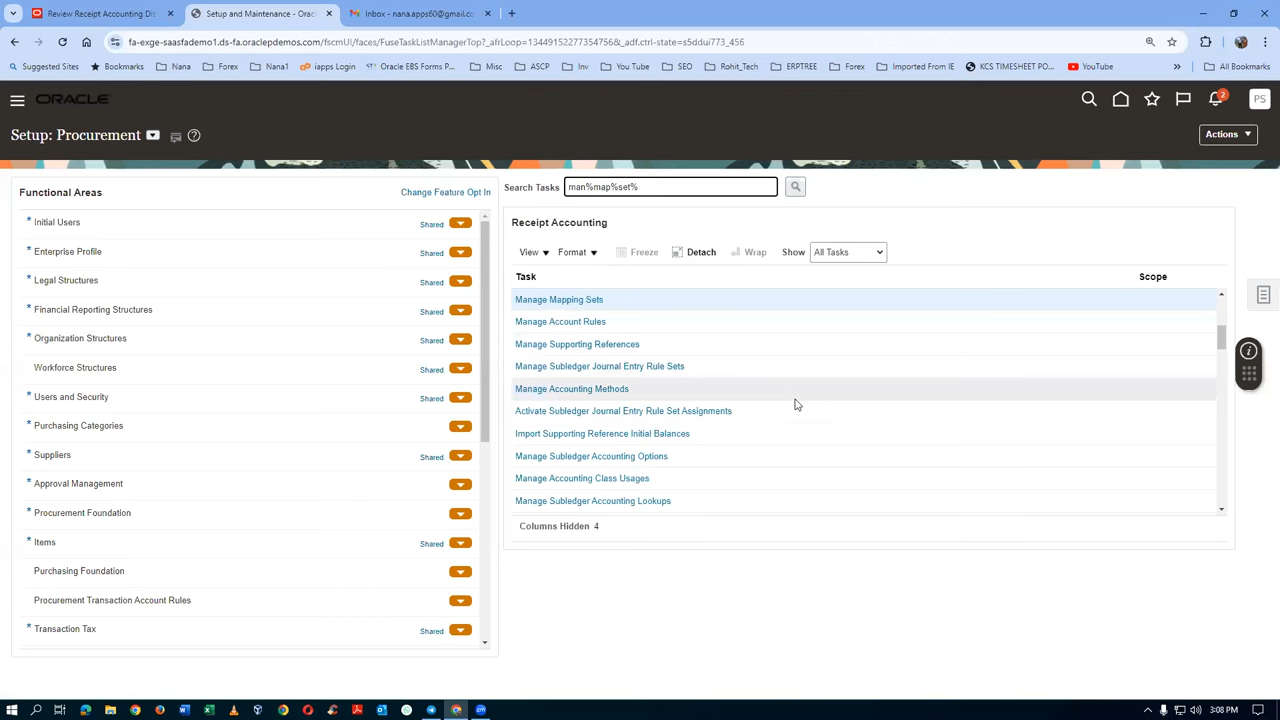 Review Receipt Accounting Dis
Setup and Maintenance - Orac
Inbox - nana.apps60@gmail.co
fa-exge-saasfademo1.ds-fa.oraclepdemos.com/fscmUI/faces/FuseTaskListManagerTop?_afrLoop=13449152277354756&_adf.ctrl-state=s5ddui773_456
Suggested Sites
Bookmarks
Nana
Forex
Nana1
iapps Login
Oracle EBS Forms P...
Misc
ASCP
Inv
You Tube
SEO
Rohit_Tech
ERPTREE
Forex
Imported From IE
KCS TIMESHEET PO...
YouTube
All Bookmarks
ORACLE
2
PS
Setup: Procurement
Actions
Functional Areas
Change Feature Opt In
* Initial Users Shared
* Enterprise Profile Shared
* Legal Structures Shared
* Financial Reporting Structures Shared
* Organization Structures Shared
Workforce Structures Shared
* Users and Security Shared
* Purchasing Categories
* Suppliers Shared
* Approval Management
* Procurement Foundation
* Items Shared
Purchasing Foundation
Procurement Transaction Account Rules
* Transaction Tax Shared
Search Tasks man%map%set%
Receipt Accounting
View Format Freeze Detach Wrap Show All Tasks
Task Scope
Manage Mapping Sets
Manage Account Rules
Manage Supporting References
Manage Subledger Journal Entry Rule Sets
Manage Accounting Methods
Activate Subledger Journal Entry Rule Set Assignments
Import Supporting Reference Initial Balances
Manage Subledger Accounting Options
Manage Accounting Class Usages
Manage Subledger Accounting Lookups
Columns Hidden 4
3:08 PM